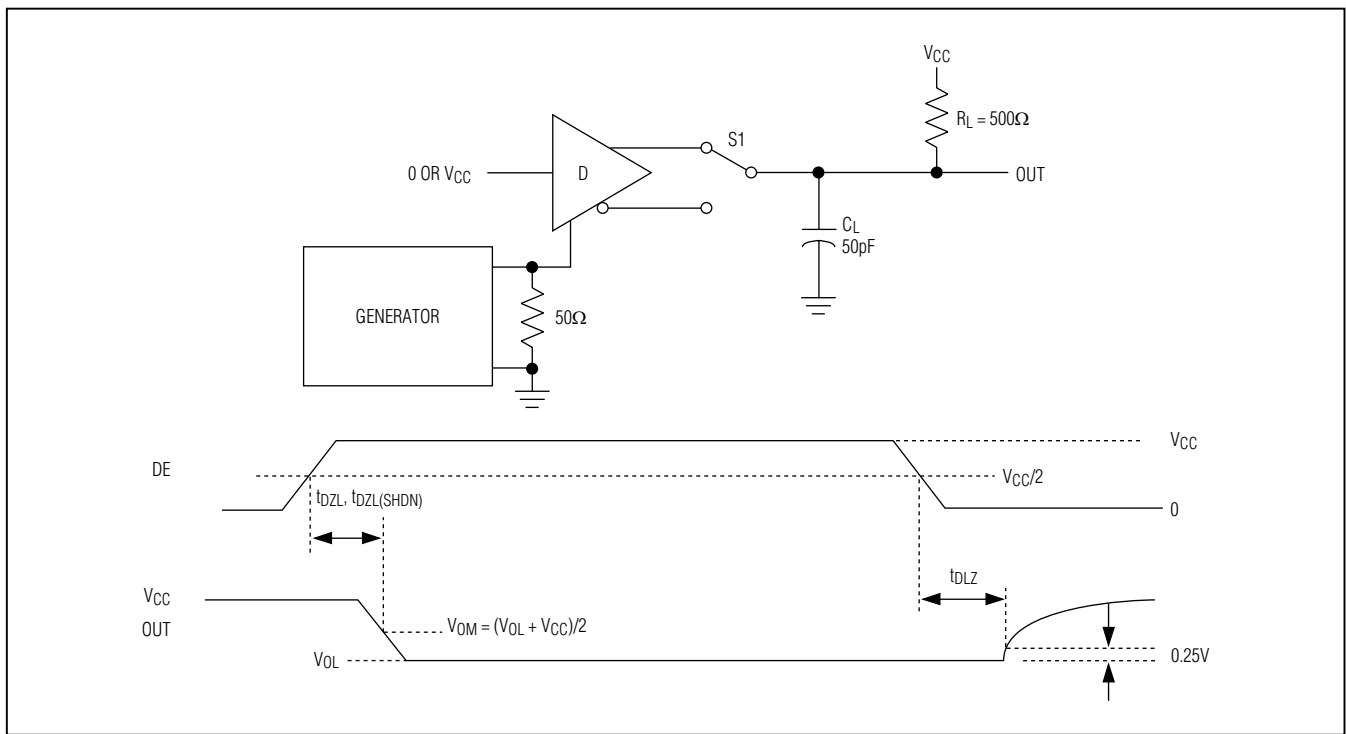 VCC
RL = 500Ω
S1
0 OR VCC
D
OUT
CL
50pF
GENERATOR
50Ω
VCC
DE
VCC/2
tDZL, tDZL(SHDN)
0
tDLZ
VCC
OUT
VOM = (VOL + VCC)/2
VOL
0.25V